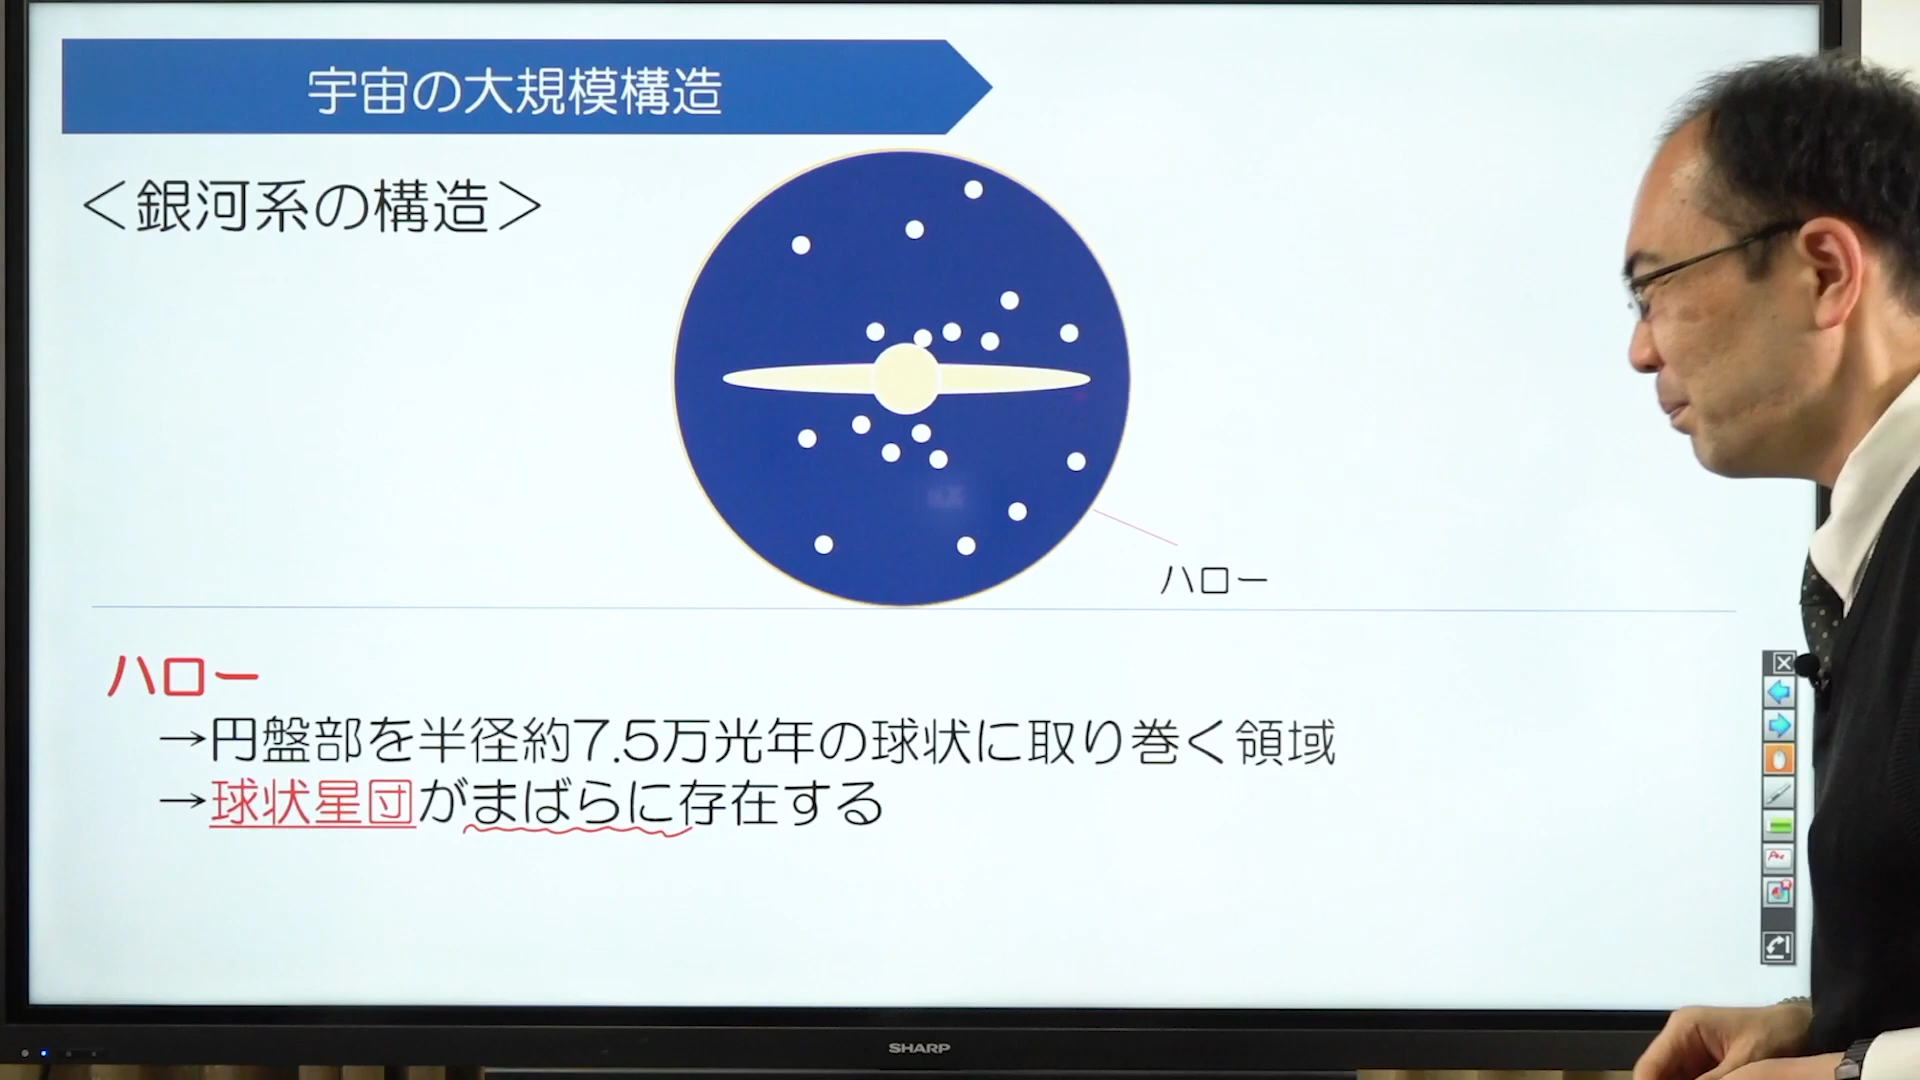 宇宙の大規模構造
＜銀河系の構造＞
ハロー
ハロー
→円盤部を半径約7.5万光年の球状に取り巻く領域
→球状星団がまばらに存在する
SHARP